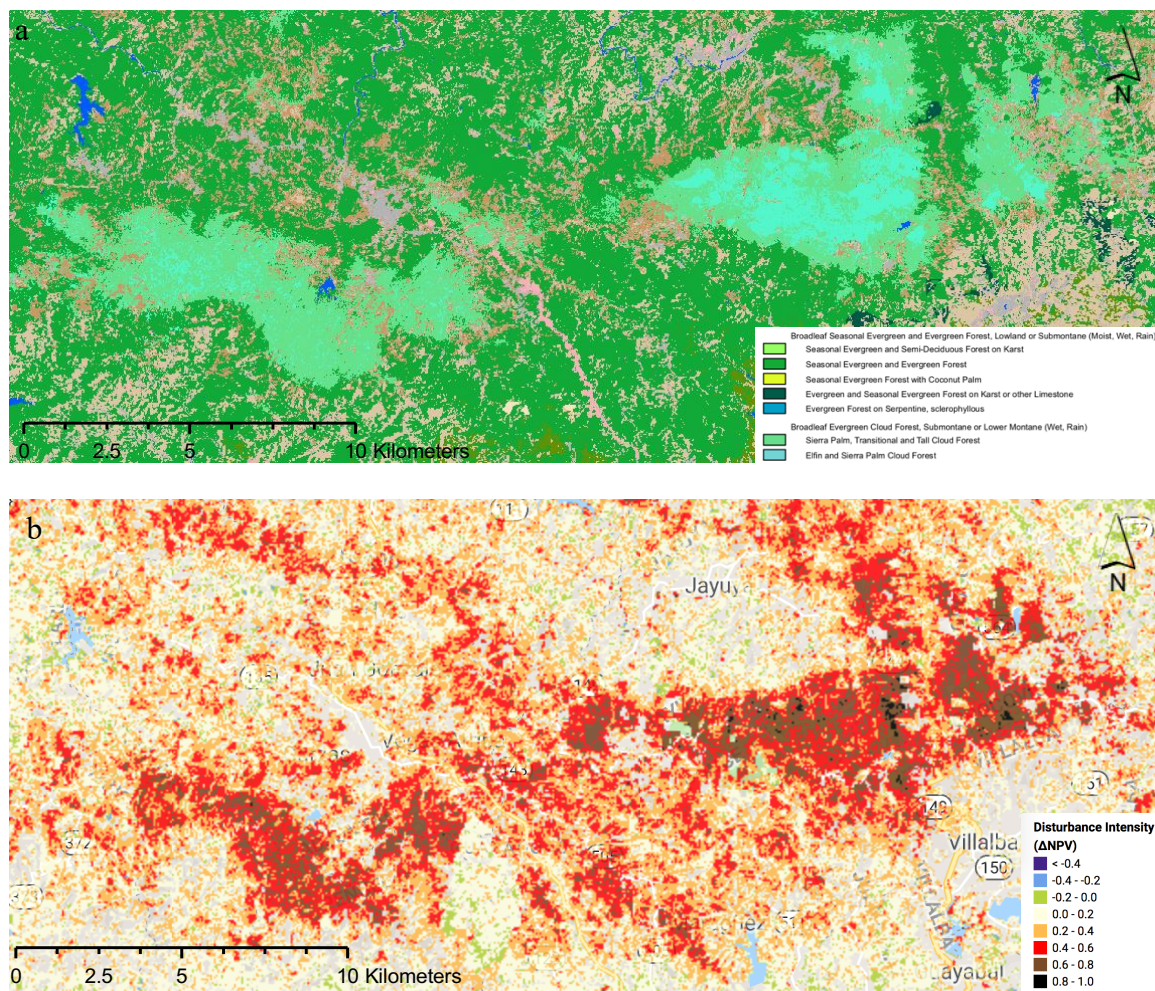 a
N
Broadleaf Seasonal Evergreen and Evergreen Forest, Lowland or Submontane (Moist, Wet, Rain)
Seasonal Evergreen and Semi-Deciduous Forest on Karst
Seasonal Evergreen and Evergreen Forest
Seasonal Evergreen Forest with Coconut Palm
Evergreen and Seasonal Evergreen Forest on Karst or other Limestone
Evergreen Forest on Serpentine, sclerophyllous
Broadleaf Evergreen Cloud Forest, Submontane or Lower Montane (Wet, Rain)
Sierra Palm, Transitional and Tall Cloud Forest
Elfin and Sierra Palm Cloud Forest
0 2.5 5 10 Kilometers
b
N
Jayuya
143
149
372
Villalba
150
VILLALBA
Disturbance Intensity
(ΔNPV)
< -0.4
-0.4 - -0.2
-0.2 - 0.0
0.0 - 0.2
0.2 - 0.4
0.4 - 0.6
0.6 - 0.8
0.8 - 1.0
0 2.5 5 10 Kilometers